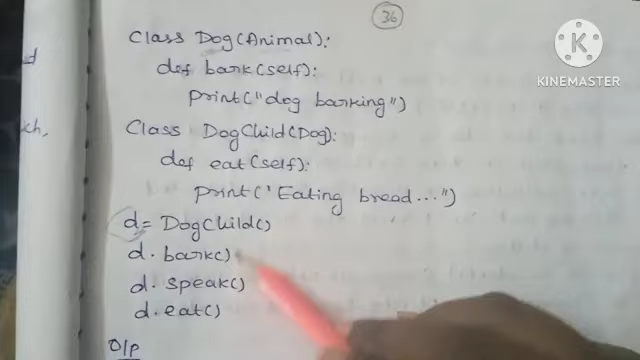 36
Class Dog(Animal):
def bark(self):
print("dog barking")
Class DogChild(Dog):
def eat(self):
print('Eating bread...")
d= DogChild()
d.bark()
d.speak()
d.eat()
O/P
K
KINEMASTER